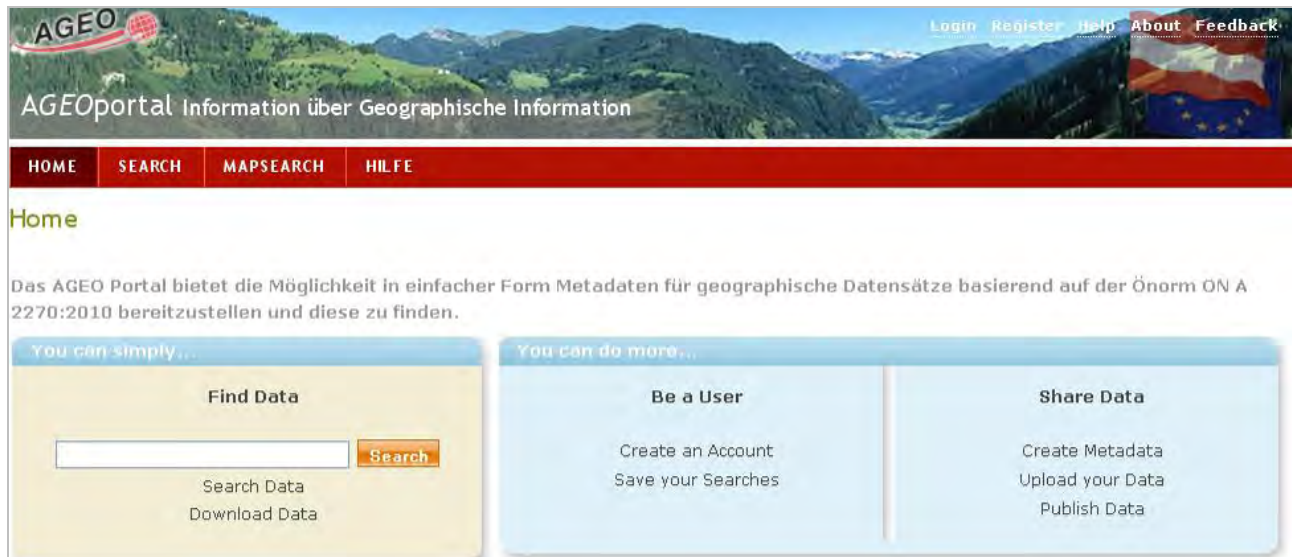 AGEO
Login Register Help About Feedback
AGEOportal Information über Geographische Information
HOME SEARCH MAPSEARCH HILFE
Home
Das AGEO Portal bietet die Möglichkeit in einfacher Form Metadaten für geographische Datensätze basierend auf der Önorm ON A
2270:2010 bereitzustellen und diese zu finden.
You can simply...
Find Data
Search
Search Data
Download Data
You can do more...
Be a User
Create an Account
Save your Searches
Share Data
Create Metadata
Upload your Data
Publish Data